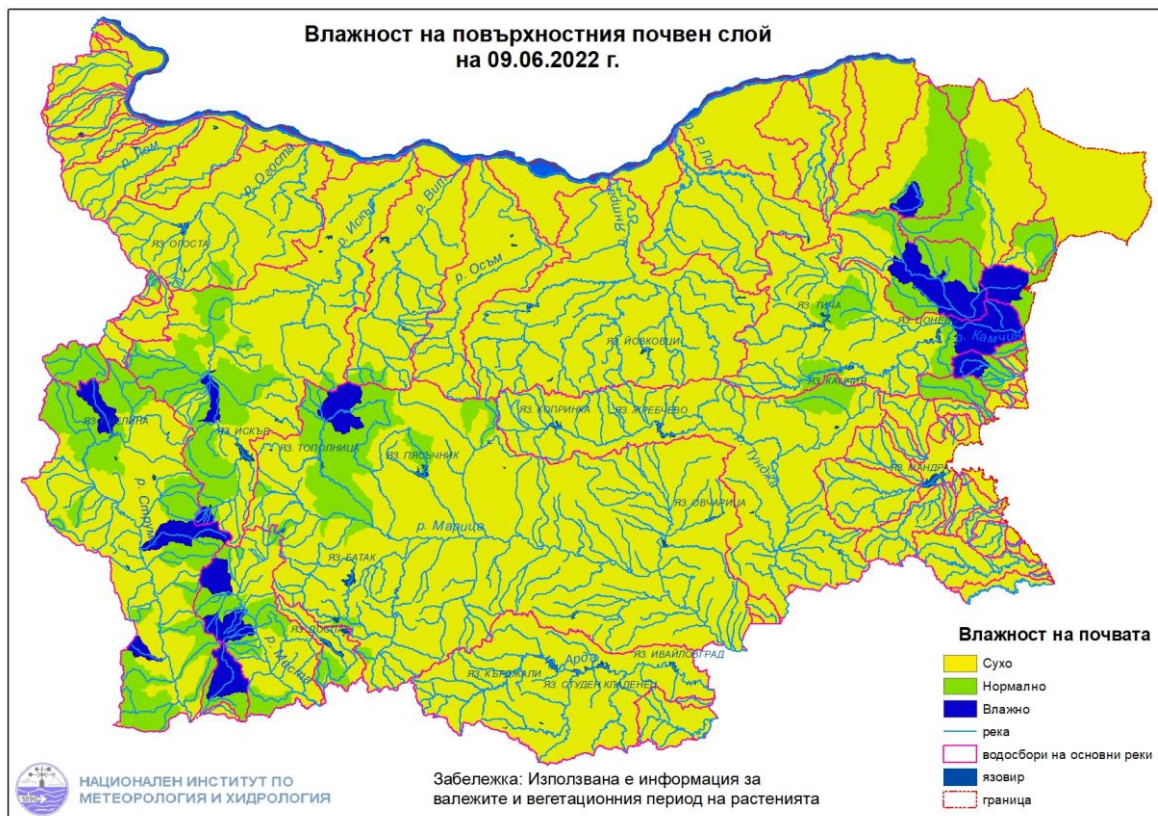 Влажност на повърхностния почвен слой
на 09.06.2022 г.
р. Лом
р. Огоста
р. Искър
р. Вит
р. Осъм
р. Янтра
р. Р Лом
ЯЗ. ОГОСТА
ЯЗ. ТИЧА
ЯЗ. ЦОНЕВО
р. Камчия
ЯЗ. ЙОВКОВЦИ
ЯЗ. КАМЧИЯ
ЯЗ. КОПРИНКА
ЯЗ. ЖРЕБЧЕВО
ЯЗ. ИСКЪР
ЯЗ. ТОПОЛНИЦА
ЯЗ. ПЯСЪЧНИК
р. Тунджа
ЯЗ. МАНДРА
р. Струма
ЯЗ. ОВЧАРИЦА
р. Марица
ЯЗ. БАТАК
ЯЗ. ДОСПАТ
р. Места
ЯЗ. ИВАЙЛОВГРАД
Арда
ЯЗ. КЪРДЖАЛИ
ЯЗ. СТУДЕН КЛАДЕНЕЦ
Влажност на почвата
Сухо
Нормално
Влажно
река
водосбори на основни реки
язовир
граница
НАЦИОНАЛЕН ИНСТИТУТ ПО
МЕТЕОРОЛОГИЯ И ХИДРОЛОГИЯ
Забележка: Използвана е информация за
валежите и вегетационния период на растенията